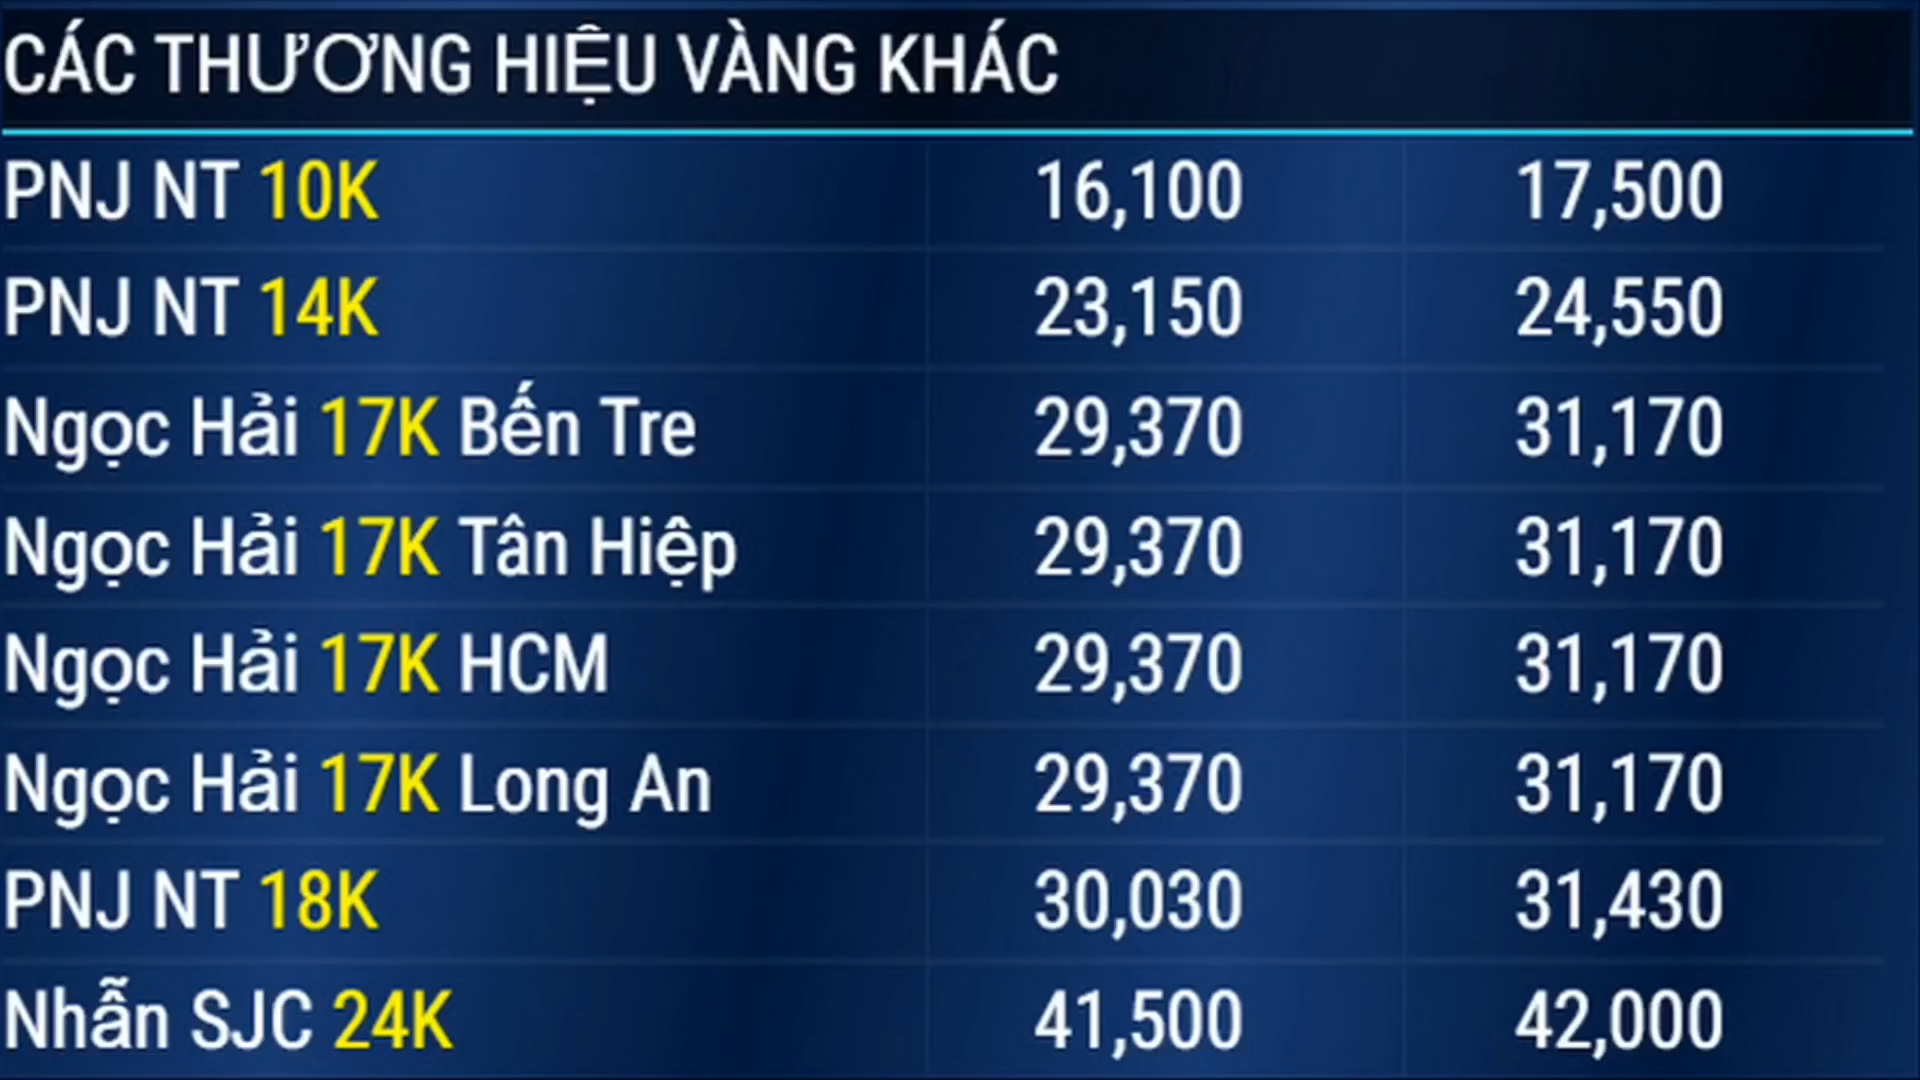 CÁC THƯƠNG HIỆU VÀNG KHÁC
PNJ NT 10K 16,100 17,500
PNJ NT 14K 23,150 24,550
Ngọc Hải 17K Bến Tre 29,370 31,170
Ngọc Hải 17K Tân Hiệp 29,370 31,170
Ngọc Hải 17K HCM 29,370 31,170
Ngọc Hải 17K Long An 29,370 31,170
PNJ NT 18K 30,030 31,430
Nhẫn SJC 24K 41,500 42,000